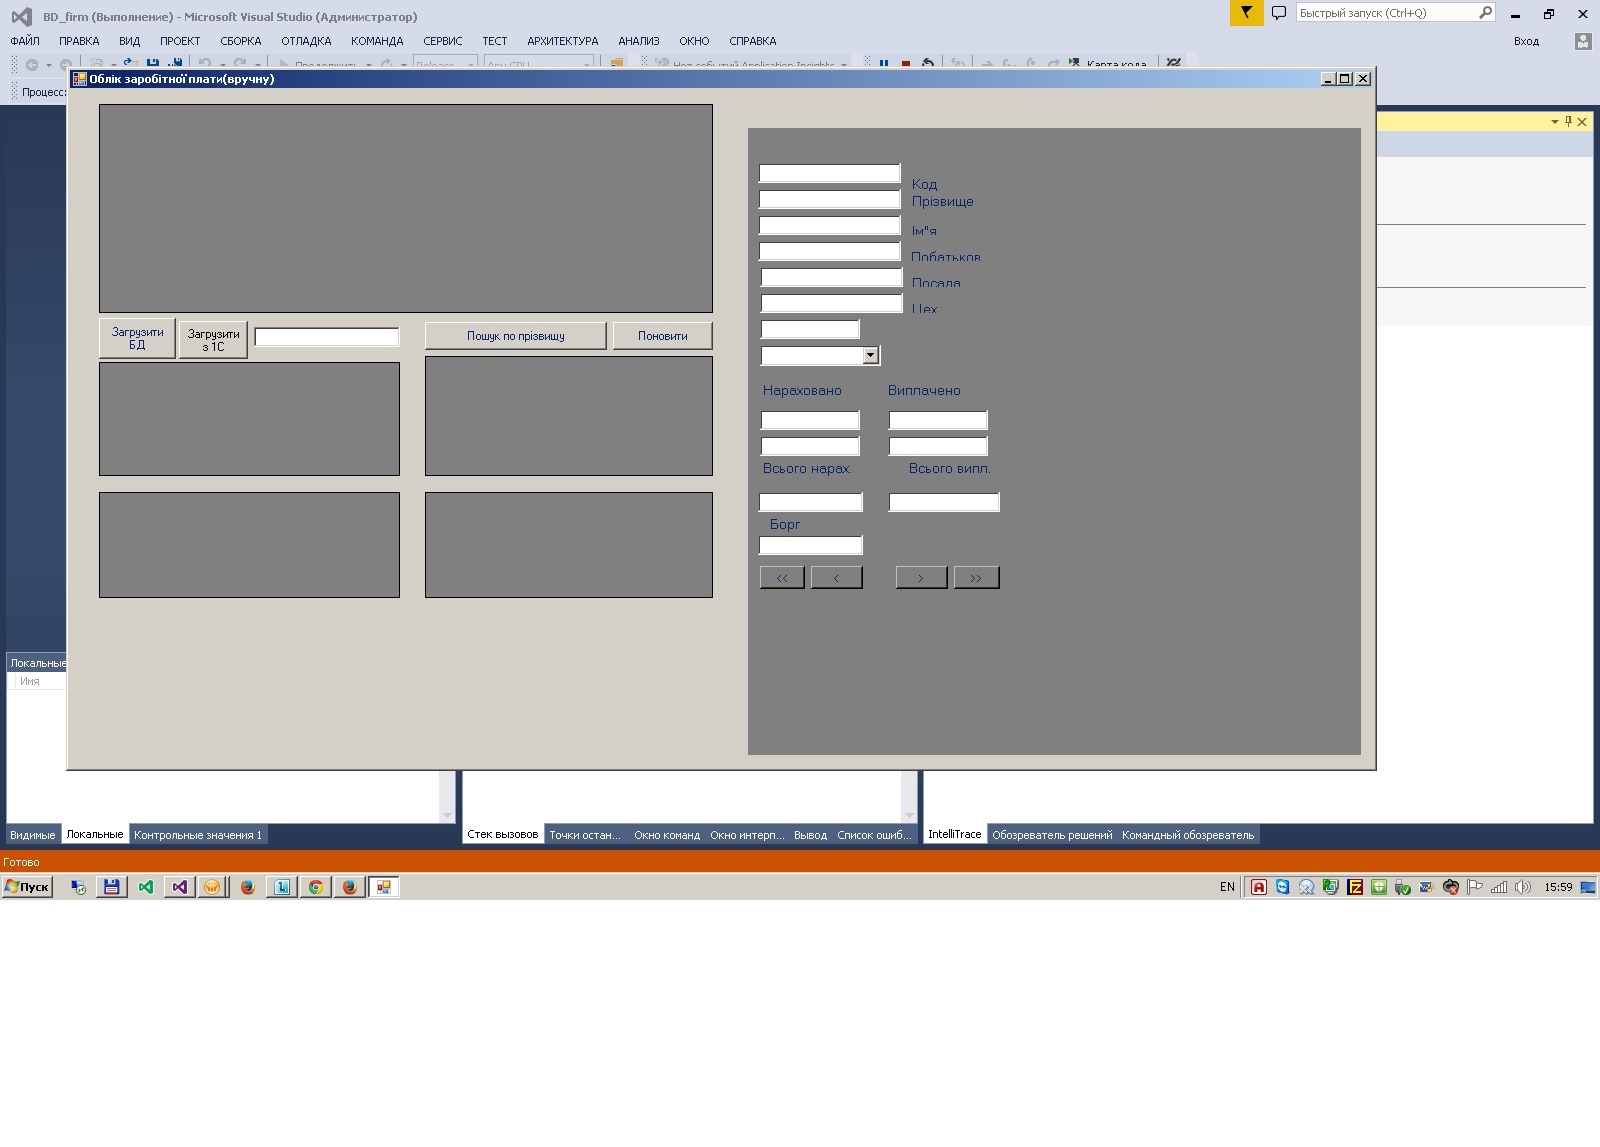 BD_firm (Выполнение) - Microsoft Visual Studio (Администратор)
Быстрый запуск (Ctrl+Q)
ФАЙЛ ПРАВКА ВИД ПРОЕКТ СБОРКА ОТЛАДКА КОМАНДА СЕРВИС ТЕСТ АРХИТЕКТУРА АНАЛИЗ ОКНО СПРАВКА
Вход
Продолжить Release Any CPU Нет событий Application Insights Карта кода
Процесс:
Облік заробітної плати(вручну)
Код
Прізвище
Ім"я
Побатьков
Посада
Цех
Загрузити БД
Загрузити з 1С
Пошук по прізвищу
Поновити
Нараховано Виплачено
Всього нарах. Всього випл.
Борг
<< < > >>
Локальные
Имя
Видимые Локальные Контрольные значения 1
Стек вызовов Точки остан... Окно команд Окно интерп... Вывод Список ошиб...
IntelliTrace Обозреватель решений Командный обозреватель
Готово
Пуск
EN
15:59